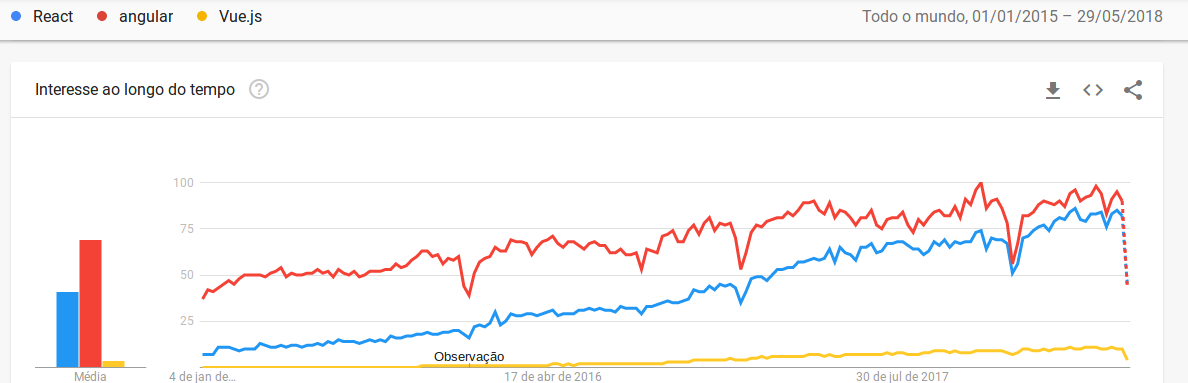 React angular Vue.js Todo o mundo, 01/01/2015 – 29/05/2018
Interesse ao longo do tempo ?
100
75
50
25
Observação
Média 4 de jan de… 17 de abr de 2016 30 de jul de 2017